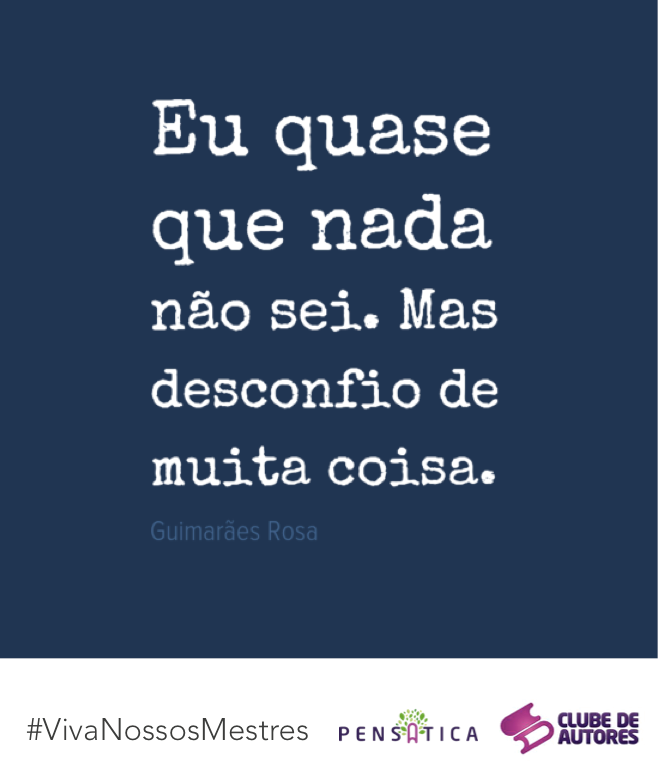 Eu quase
que nada
não sei. Mas
desconfio de
muita coisa.
Guimarães Rosa
#VivaNossosMestres
PENSATICA
CLUBE DE
AUTORES